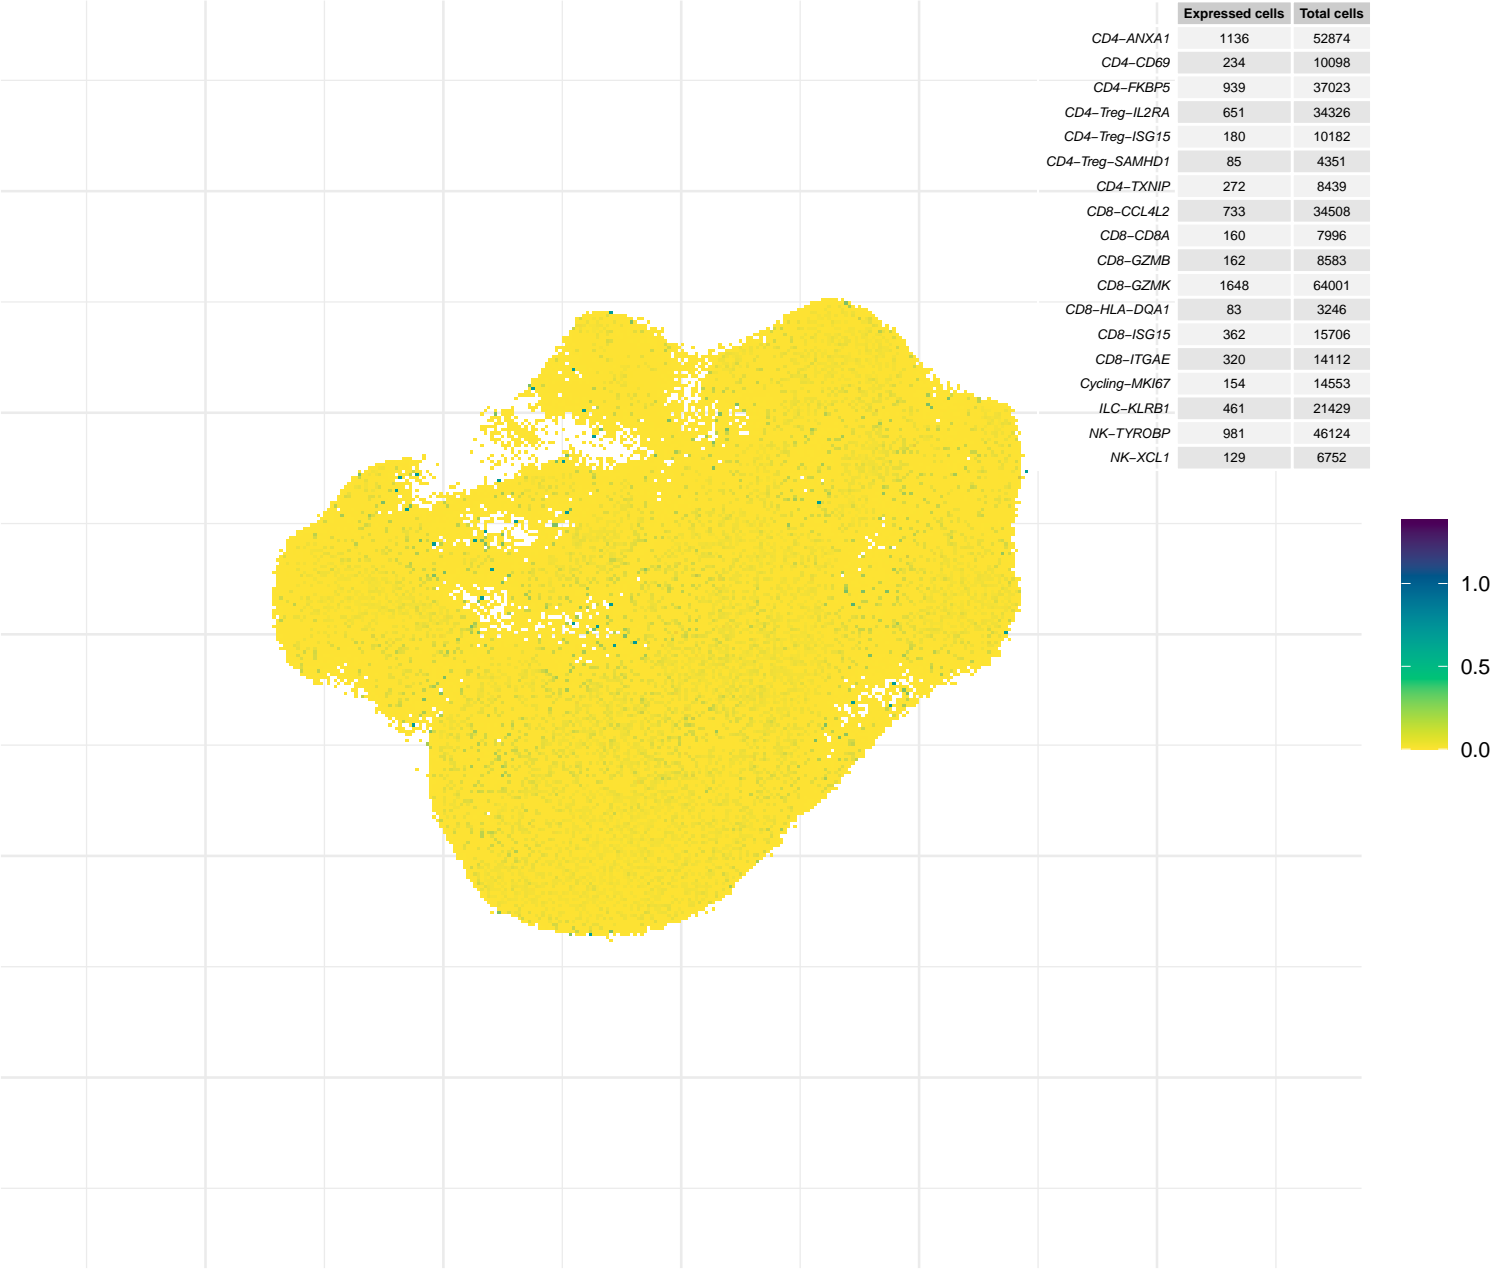 Expressed cells Total cells
CD4−ANXA1 1136 52874
CD4−CD69 234 10098
CD4−FKBP5 939 37023
CD4−Treg−IL2RA 651 34326
CD4−Treg−ISG15 180 10182
CD4−Treg−SAMHD1 85 4351
CD4−TXNIP 272 8439
CD8−CCL4L2 733 34508
CD8−CD8A 160 7996
CD8−GZMB 162 8583
CD8−GZMK 1648 64001
CD8−HLA−DQA1 83 3246
CD8−ISG15 362 15706
CD8−ITGAE 320 14112
Cycling−MKI67 154 14553
ILC−KLRB1 461 21429
NK−TYROBP 981 46124
NK−XCL1 129 6752
1.0
0.5
0.0